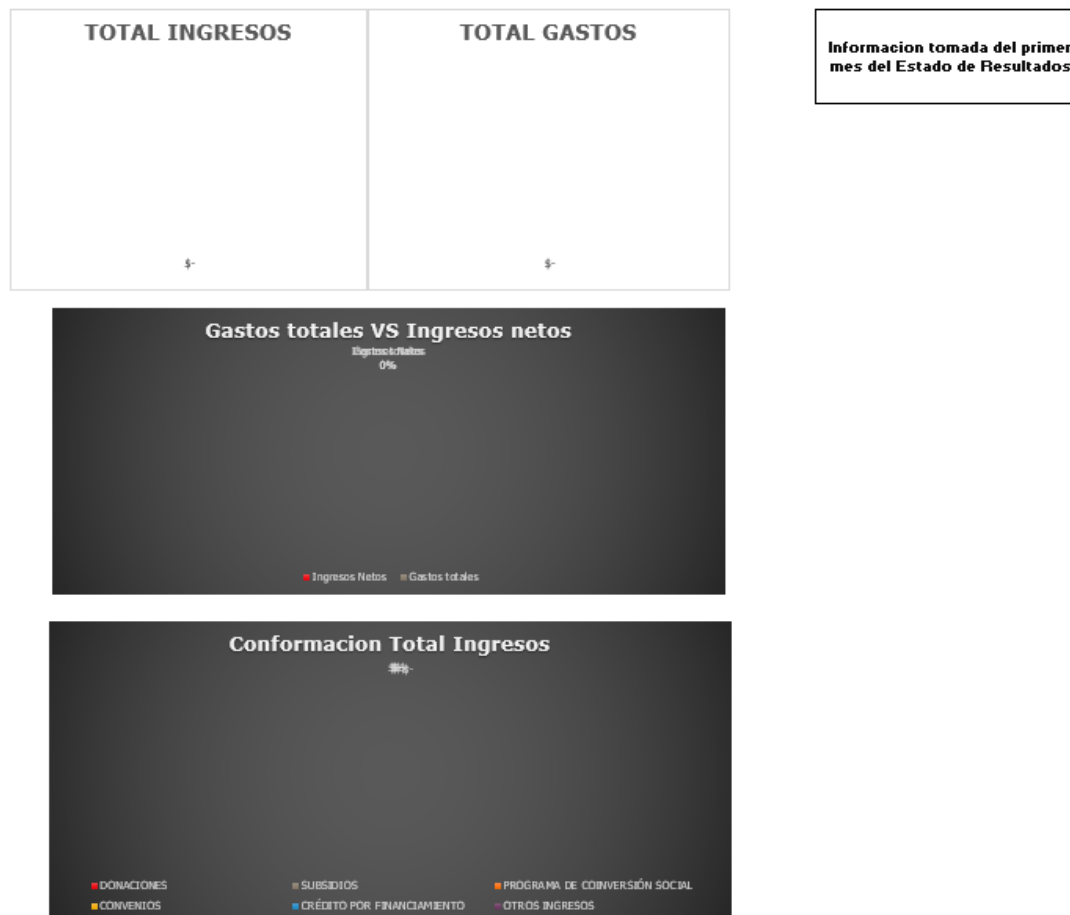 TOTAL INGRESOS
$-
TOTAL GASTOS
$-
Informacion tomada del primer
mes del Estado de Resultados
Gastos totales VS Ingresos netos
0%
Ingresos Netos
Gastos totales
Conformacion Total Ingresos
DONACIONES
SUBSIDIOS
PROGRAMA DE COINVERSIÓN SOCIAL
CONVENIOS
CRÉDITO POR FINANCIAMIENTO
OTROS INGRESOS